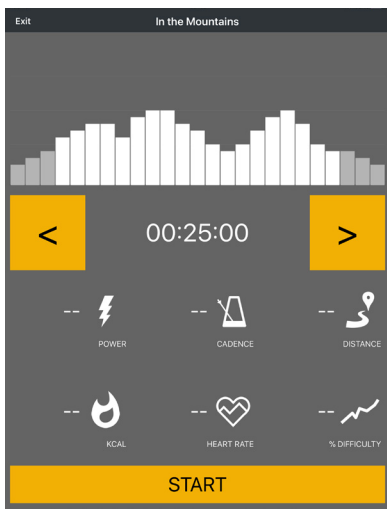 Exit In the Mountains
< 00:25:00 >
-- -- --
POWER CADENCE DISTANCE
-- -- --
KCAL HEART RATE % DIFFICULTY
START